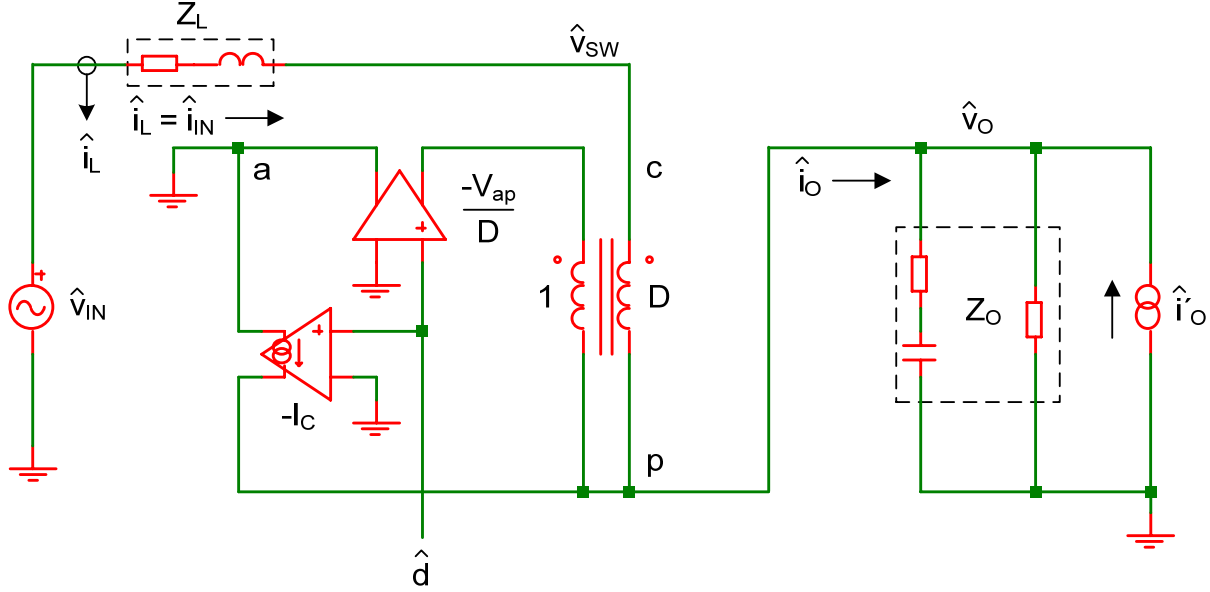 Z_L
v̂_SW
î_L = î_IN
î_L
a
c
v̂_O
î_O
-V_ap
D
+
+
v̂_IN
1
D
Z_O
î´_O
+
-I_C
p
d̂